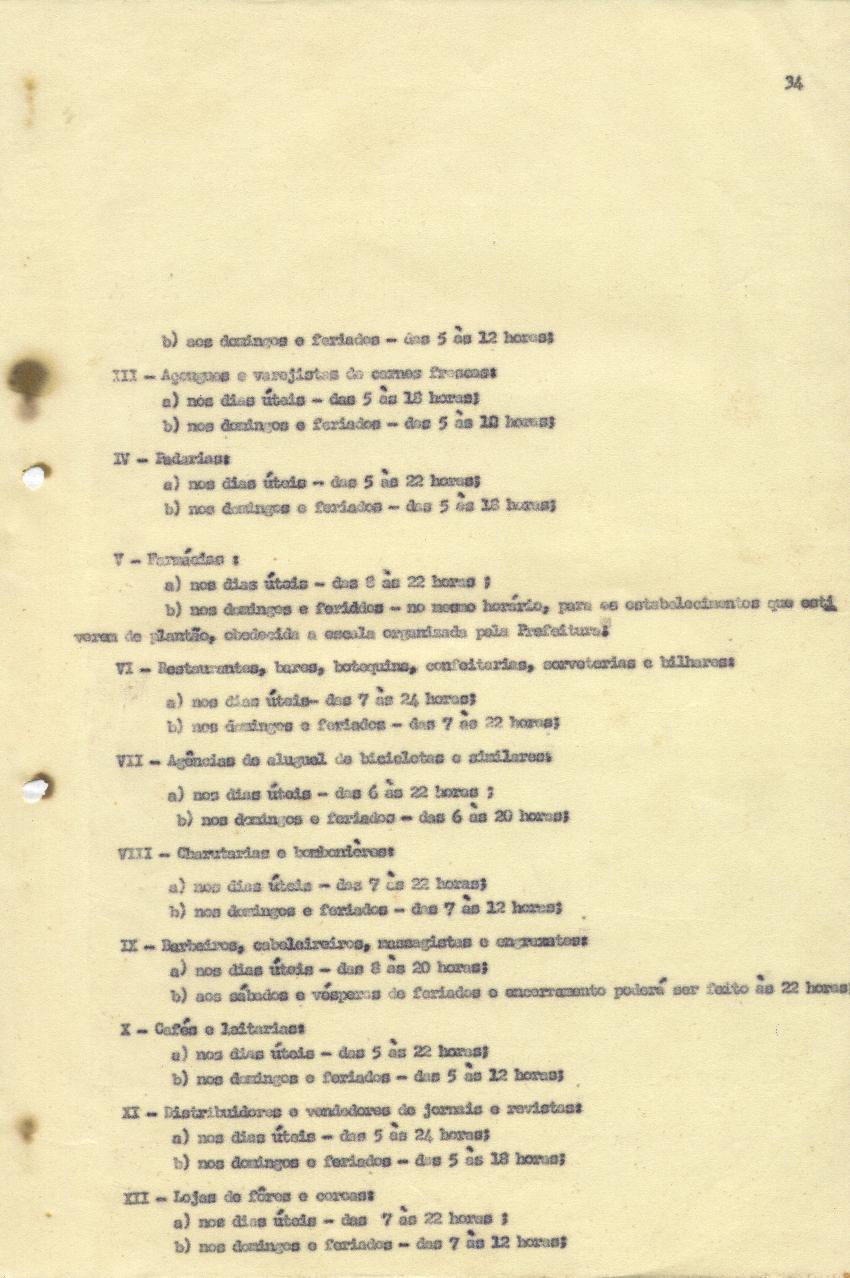 34
b) aos domingos e feriados - das 5 às 12 horas;
III - Açougues e varejistas de carnes frescas:
a) nos dias úteis - das 5 às 18 horas;
b) nos domingos e feriados - das 5 às horas;
IV - Padarias:
a) nos dias úteis - das 5 às 22 horas;
b) nos domingos e feriados - das 5 às 18 horas;
V - Farmácias :
a) nos dias úteis - das 8 às 22 horas ;
b) nos domingos e feriddos - no mesmo horário, para os estabelecimentos que esti
verem de plantão, obedecida a escala organizada pela Prefeitura;
VI - Restaurantes, bares, botequins, confeitarias, sorveterias e bilhares:
a) nos dias úteis- das 7 às 24 horas;
b) nos domingos e feriados - das 7 às 22 horas;
VII - Agências de aluguel de bicicletas e similares:
a) nos dias úteis - das 6 às 22 horas ;
b) nos domingos e feriados - das 6 às 20 horas;
VIII - Charutarias e bombonières:
a) nos dias úteis - das 7 às 22 horas;
b) nos domingos e feriados - das 7 às 12 horas;
IX - Barbeiros, cabeleireiros, massagistas e engraxates:
a) nos dias úteis - das 8 às 20 horas;
b) aos sábados e vésperas de feriados o encerramento poderá ser feito às 22 horas;
X - Cafés e leitarias:
a) nos dias úteis - das 5 às 22 horas;
b) nos domingos e feriados - das 5 às 12 horas;
XI - Distribuidores e vendedores de jornais e revistas:
a) nos dias úteis - das 5 às 24 horas;
b) nos domingos e feriados - das 5 às 18 horas;
XII - Lojas de fôres e coroas:
a) nos dias úteis - das 7 às 22 horas ;
b) nos domingos e feriados - das 7 às 12 horas;